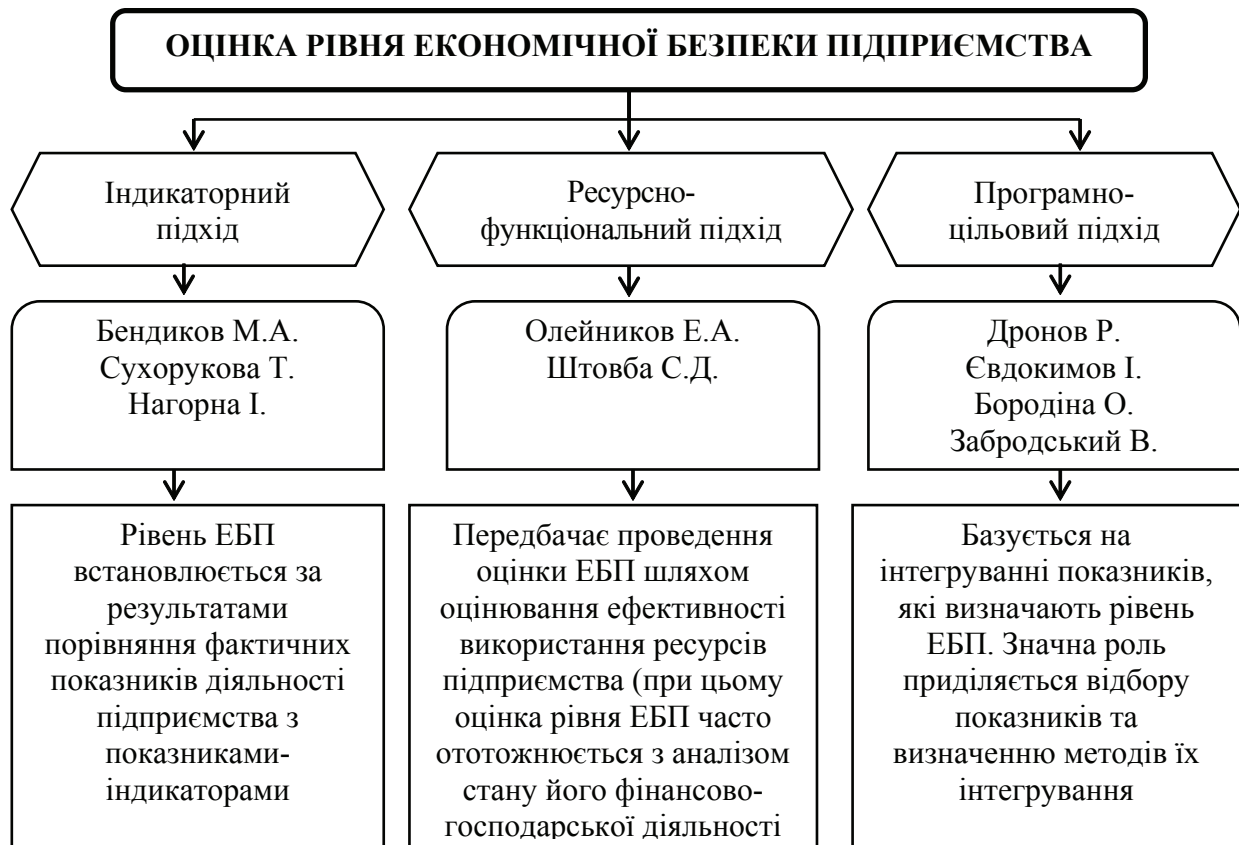 ОЦІНКА РІВНЯ ЕКОНОМІЧНОЇ БЕЗПЕКИ ПІДПРИЄМСТВА
Індикаторний
підхід
Ресурсно-
функціональний підхід
Програмно-
цільовий підхід
Бендиков М.А.
Сухорукова Т.
Нагорна І.
Олейников Е.А.
Штовба С.Д.
Дронов Р.
Євдокимов І.
Бородіна О.
Забродський В.
Рівень ЕБП
встановлюється за
результатами
порівняння фактичних
показників діяльності
підприємства з
показниками-
індикаторами
Передбачає проведення
оцінки ЕБП шляхом
оцінювання ефективності
використання ресурсів
підприємства (при цьому
оцінка рівня ЕБП часто
ототожнюється з аналізом
стану його фінансово-
господарської діяльності
Базується на
інтегруванні показників,
які визначають рівень
ЕБП. Значна роль
приділяється відбору
показників та
визначенню методів їх
інтегрування